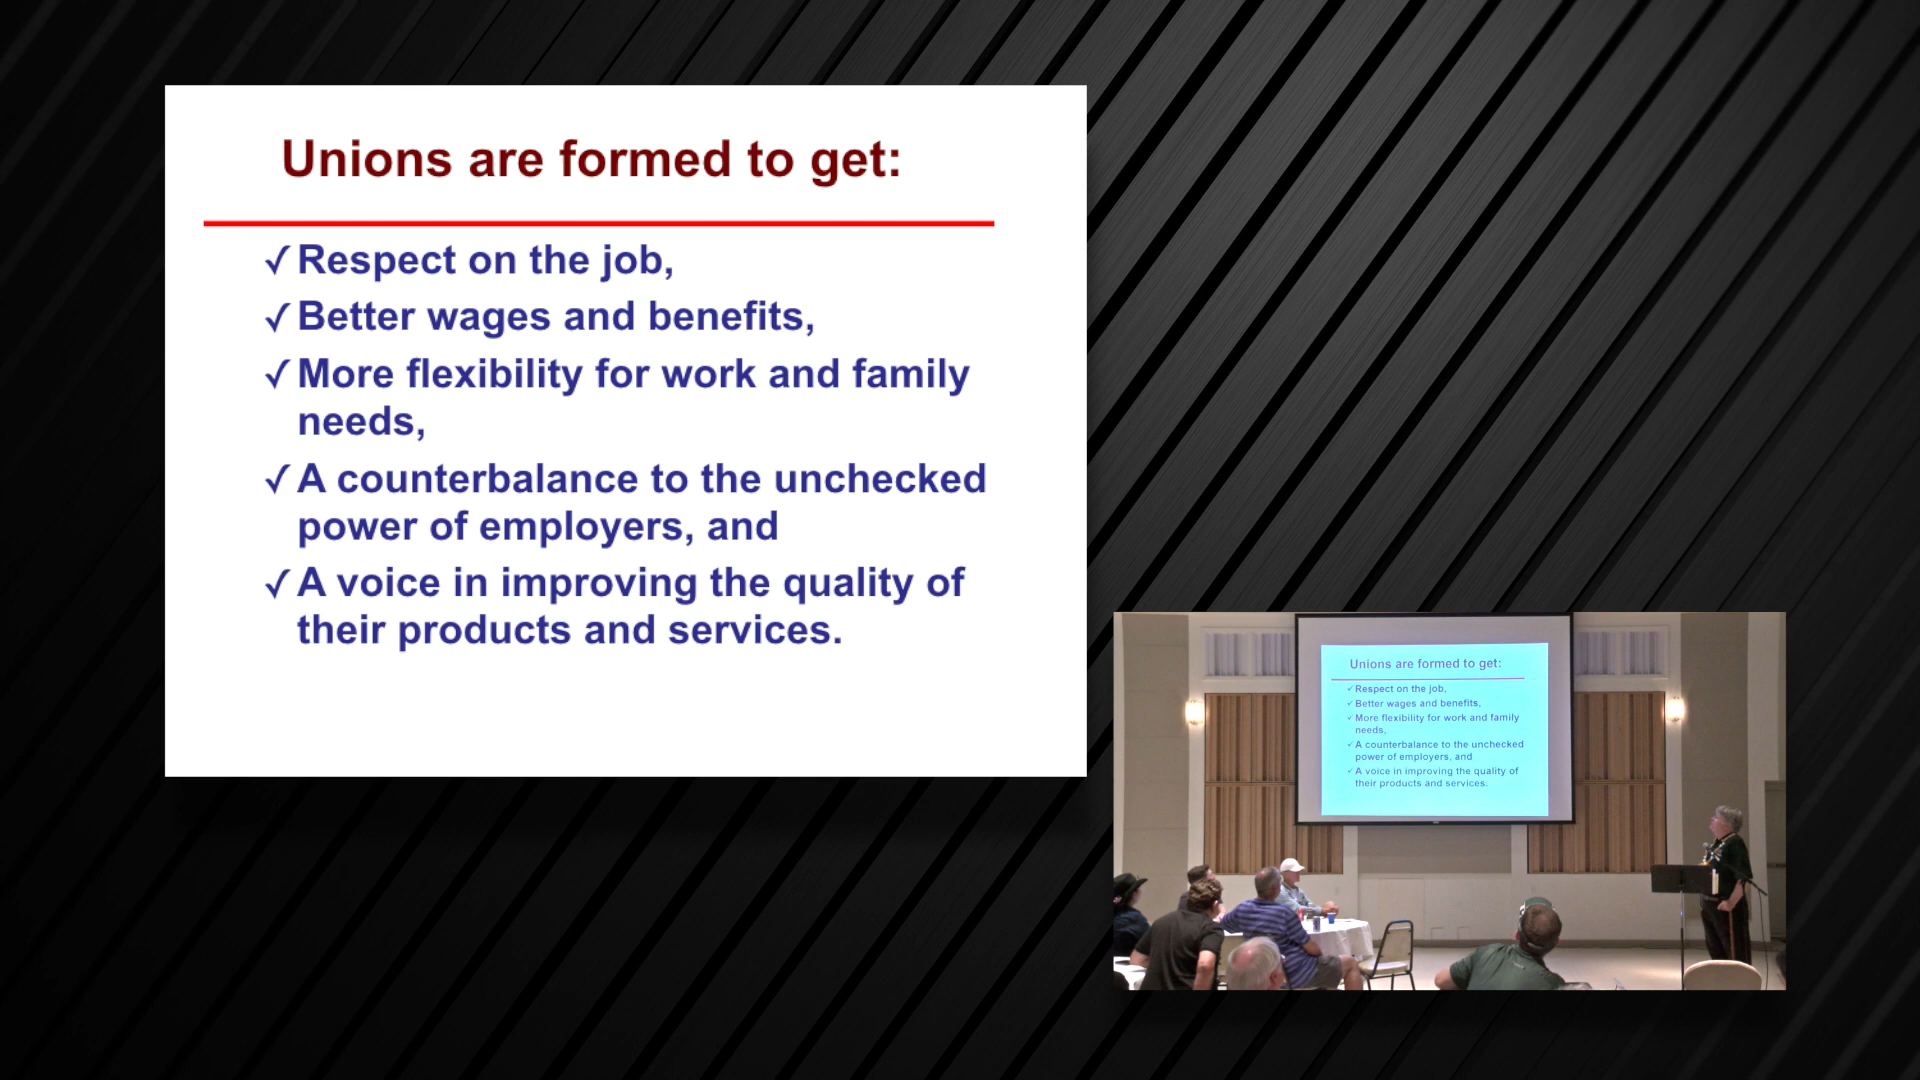 Unions are formed to get:
✓ Respect on the job,
✓ Better wages and benefits,
✓ More flexibility for work and family
needs,
✓ A counterbalance to the unchecked
power of employers, and
✓ A voice in improving the quality of
their products and services.
Unions are formed to get:
✓ Respect on the job,
✓ Better wages and benefits,
✓ More flexibility for work and family
needs,
✓ A counterbalance to the unchecked
power of employers, and
✓ A voice in improving the quality of
their products and services.